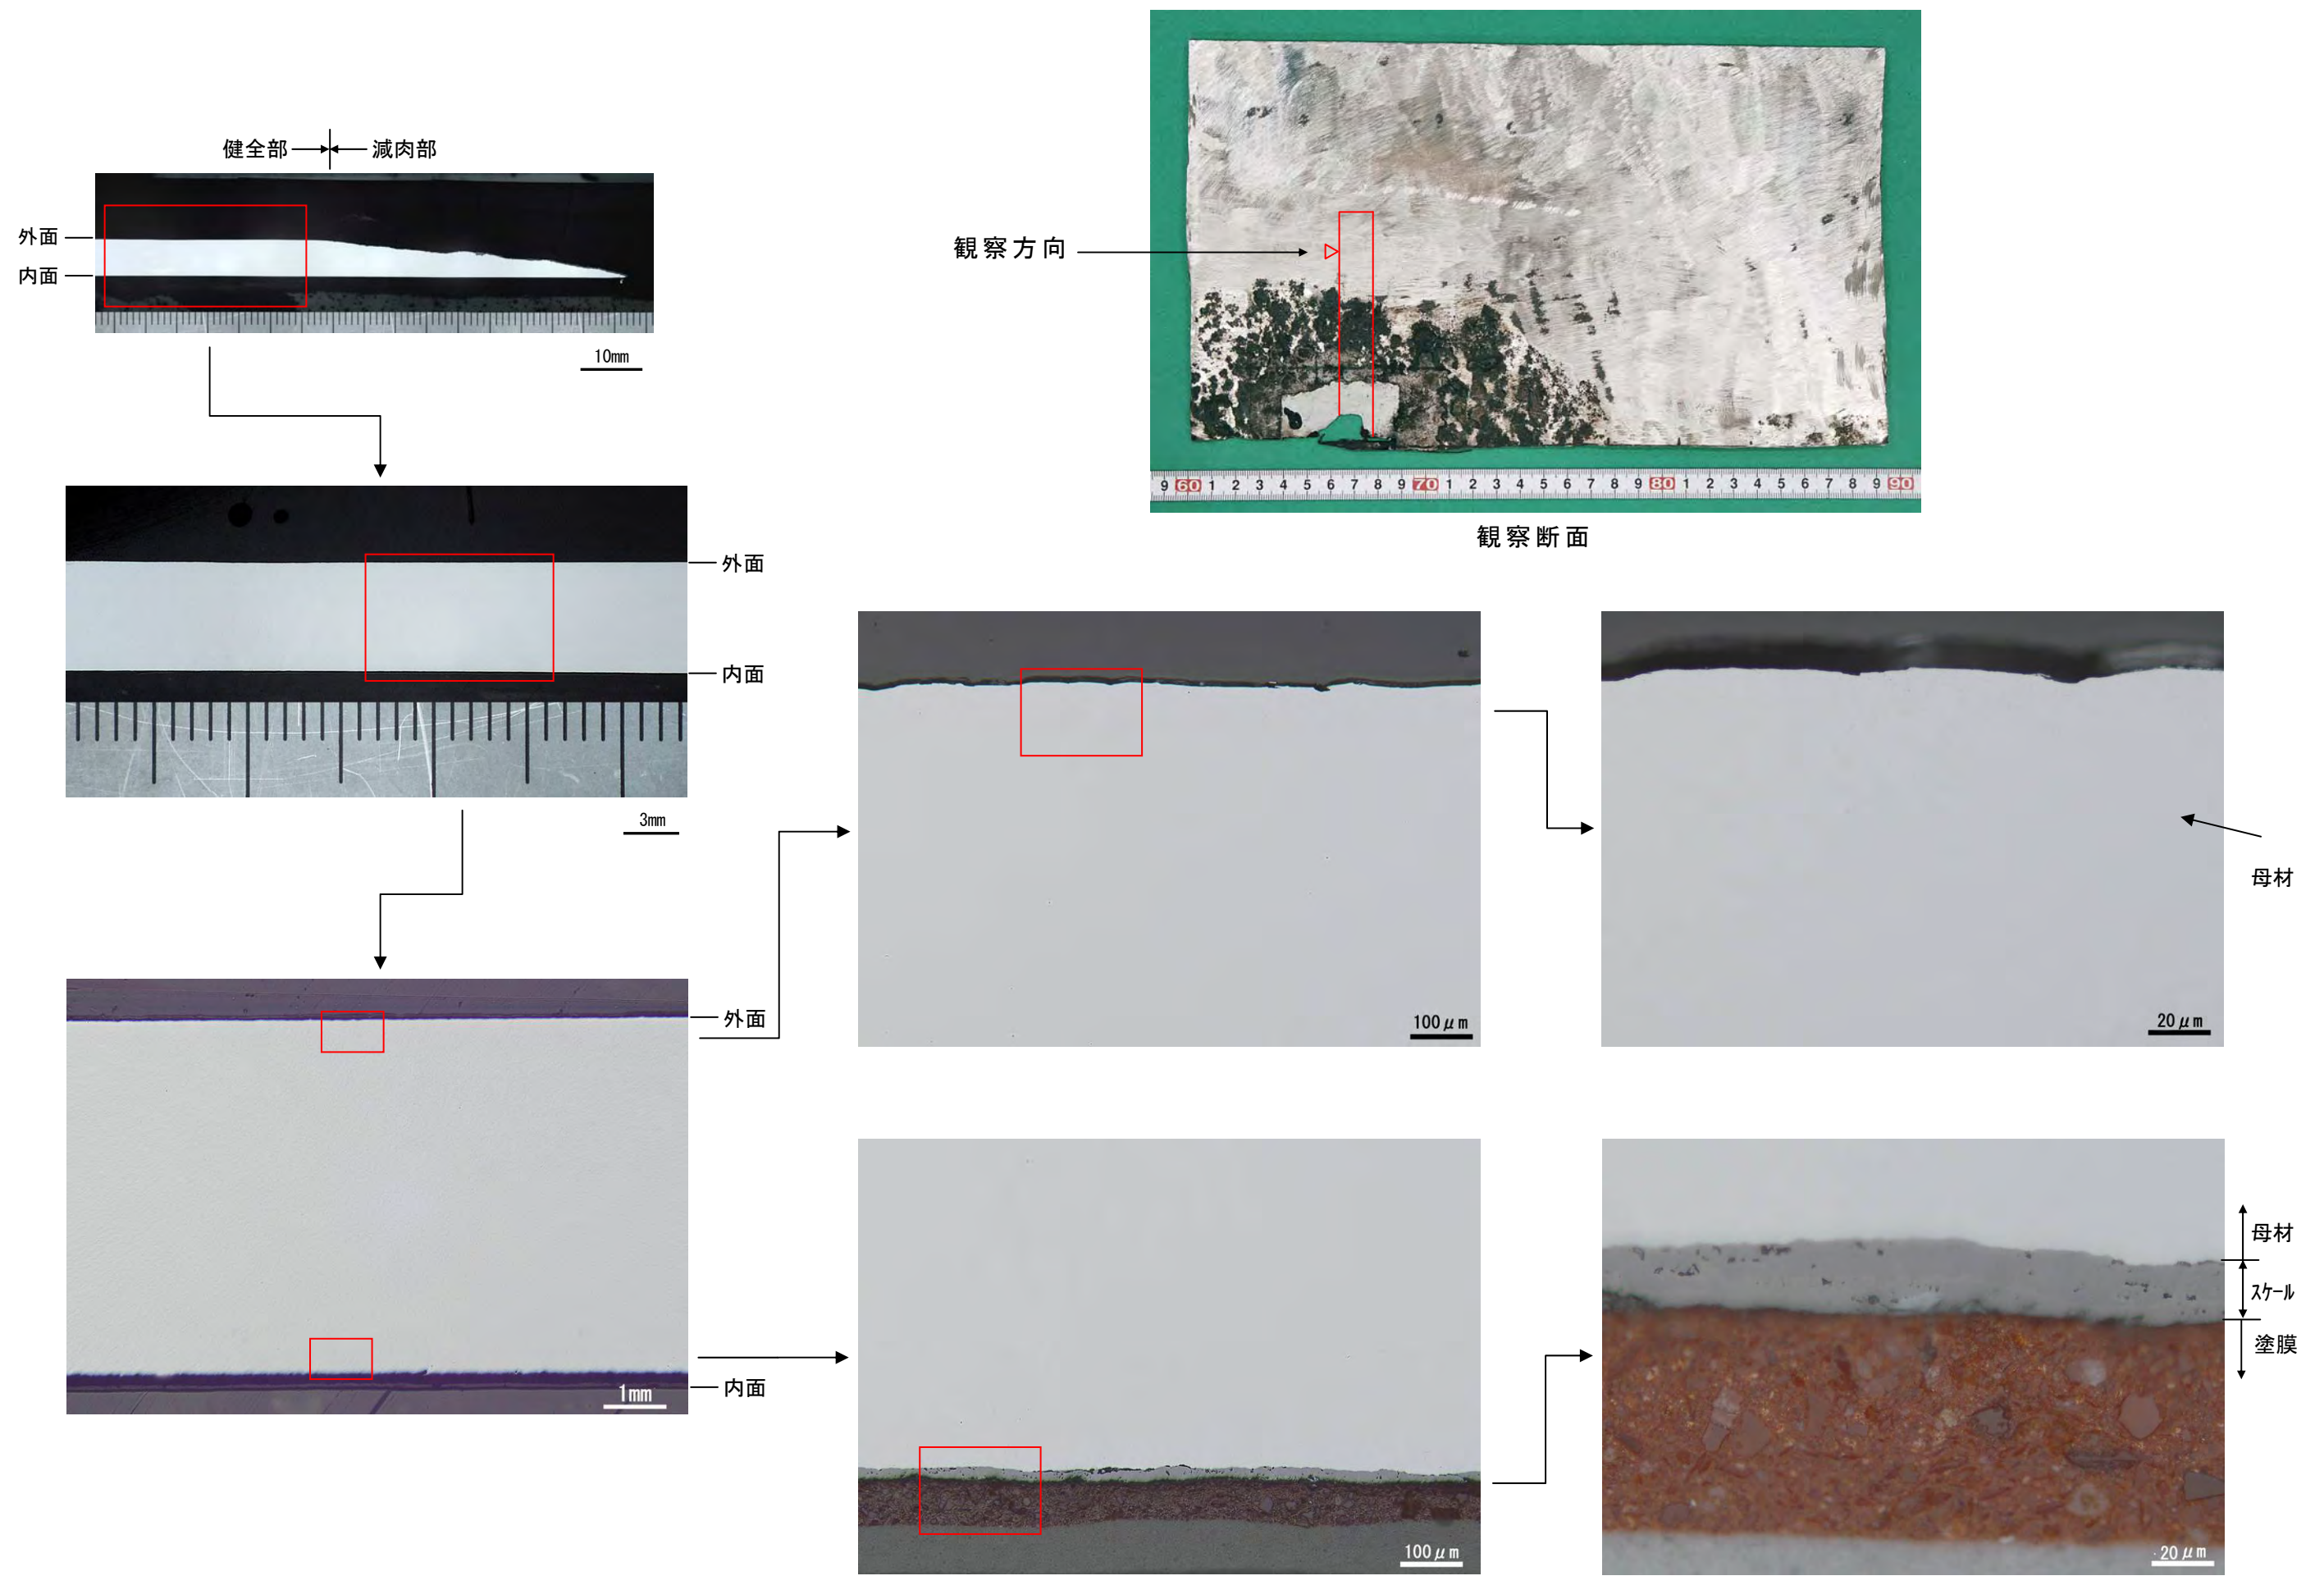 健全部 減肉部
外面
内面
10mm
観察方向
9 60 1 2 3 4 5 6 7 8 9 70 1 2 3 4 5 6 7 8 9 80 1 2 3 4 5 6 7 8 9 90
観察断面
外面
内面
3mm
母材
100μm
20μm
外面
内面
1mm
母材
スケール
塗膜
100μm
20μm